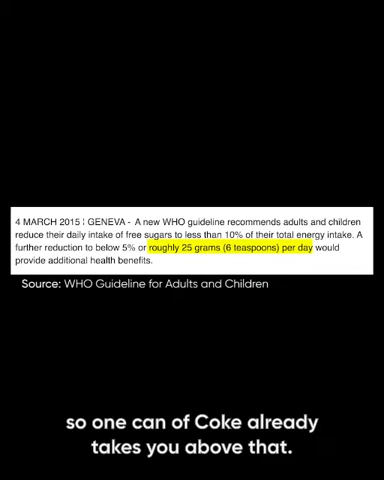 4 MARCH 2015 ¦ GENEVA - A new WHO guideline recommends adults and children
reduce their daily intake of free sugars to less than 10% of their total energy intake. A
further reduction to below 5% or roughly 25 grams (6 teaspoons) per day would
provide additional health benefits.
Source: WHO Guideline for Adults and Children
so one can of Coke already
takes you above that.